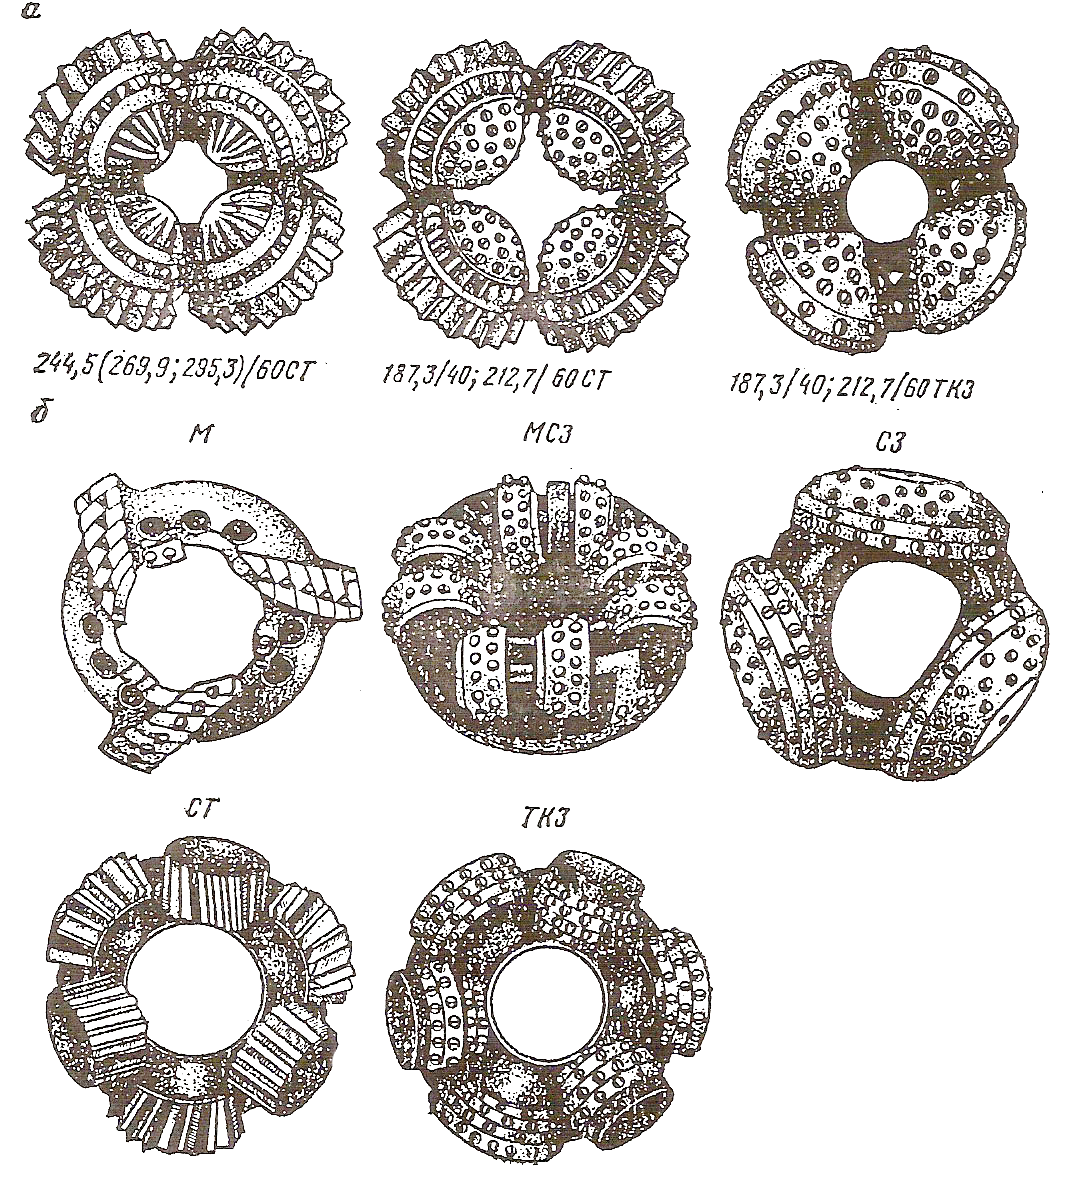 а
244,5(269,9; 295,3)/60СТ
187,3/40; 212,7/60СТ
187,3/40; 212,7/60ТКЗ
б
М
МСЗ
СЗ
СТ
ТКЗ